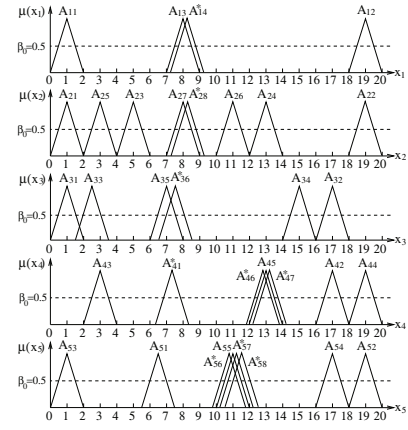 μ(x₁) A₁₁ A₁₃ A*₁₄ A₁₂
β₀=0.5
0 1 2 3 4 5 6 7 8 9 10 11 12 13 14 15 16 17 18 19 20 x₁
μ(x₂) A₂₁ A₂₅ A₂₃ A₂₇ A*₂₈ A₂₆ A₂₄ A₂₂
β₀=0.5
0 1 2 3 4 5 6 7 8 9 10 11 12 13 14 15 16 17 18 19 20 x₂
μ(x₃) A₃₁ A₃₃ A₃₅ A*₃₆ A₃₄ A₃₂
β₀=0.5
0 1 2 3 4 5 6 7 8 9 10 11 12 13 14 15 16 17 18 19 20 x₃
μ(x₄) A₄₃ A*₄₁ A*₄₆ A₄₅ A*₄₇ A₄₂ A₄₄
β₀=0.5
0 1 2 3 4 5 6 7 8 9 10 11 12 13 14 15 16 17 18 19 20 x₄
μ(x₅) A₅₃ A₅₁ A*₅₆ A₅₅ A*₅₇ A*₅₈ A₅₄ A₅₂
β₀=0.5
0 1 2 3 4 5 6 7 8 9 10 11 12 13 14 15 16 17 18 19 20 x₅